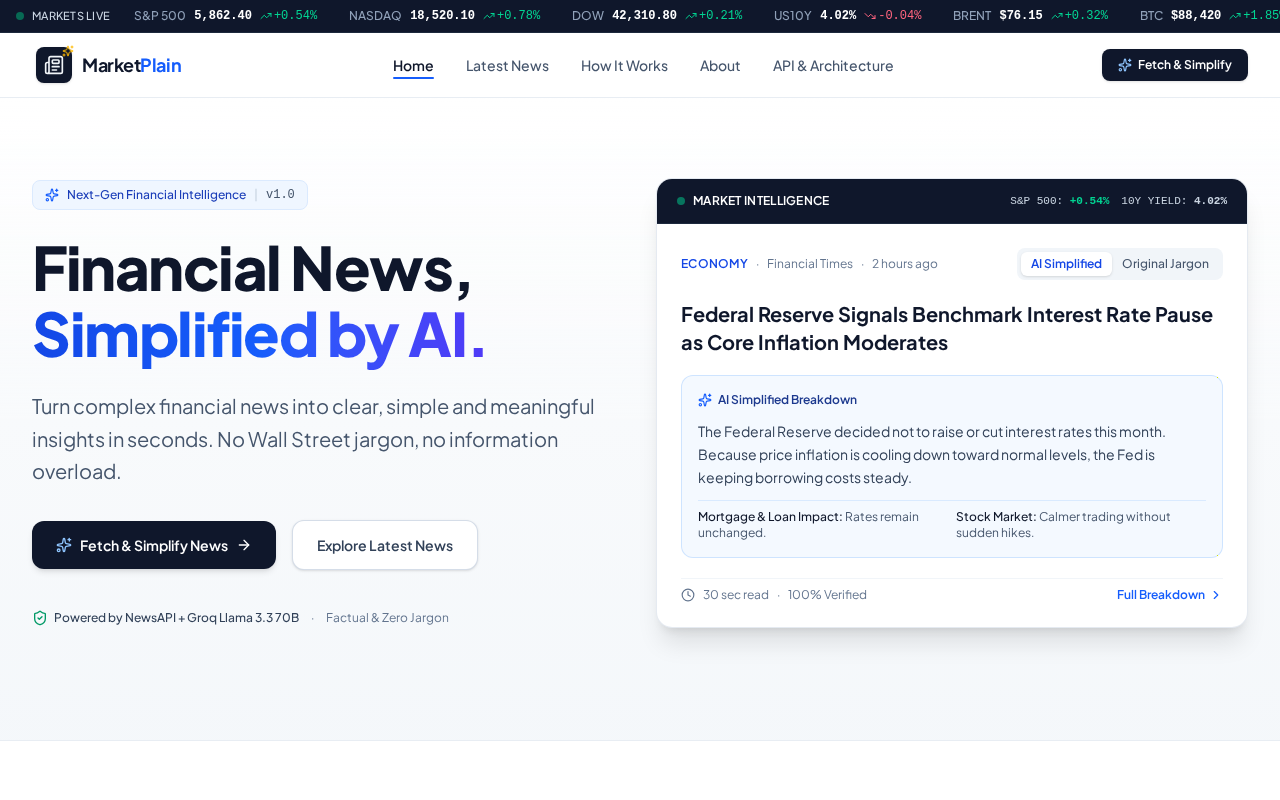 MARKETS LIVE S&P 500 5,862.40 +0.54% NASDAQ 18,520.10 +0.78% DOW 42,310.80 +0.21% US10Y 4.02% -0.04% BRENT $76.15 +0.32% BTC $88,420 +1.85%
MarketPlain Home Latest News How It Works About API & Architecture Fetch & Simplify
Next-Gen Financial Intelligence | v1.0
Financial News,
Simplified by AI.
Turn complex financial news into clear, simple and meaningful
insights in seconds. No Wall Street jargon, no information
overload.
Fetch & Simplify News Explore Latest News
Powered by NewsAPI + Groq Llama 3.3 70B · Factual & Zero Jargon
MARKET INTELLIGENCE S&P 500: +0.54% 10Y YIELD: 4.02%
ECONOMY · Financial Times · 2 hours ago AI Simplified Original Jargon
Federal Reserve Signals Benchmark Interest Rate Pause
as Core Inflation Moderates
AI Simplified Breakdown
The Federal Reserve decided not to raise or cut interest rates this month.
Because price inflation is cooling down toward normal levels, the Fed is
keeping borrowing costs steady.
Mortgage & Loan Impact: Rates remain
unchanged.
Stock Market: Calmer trading without
sudden hikes.
30 sec read · 100% Verified Full Breakdown